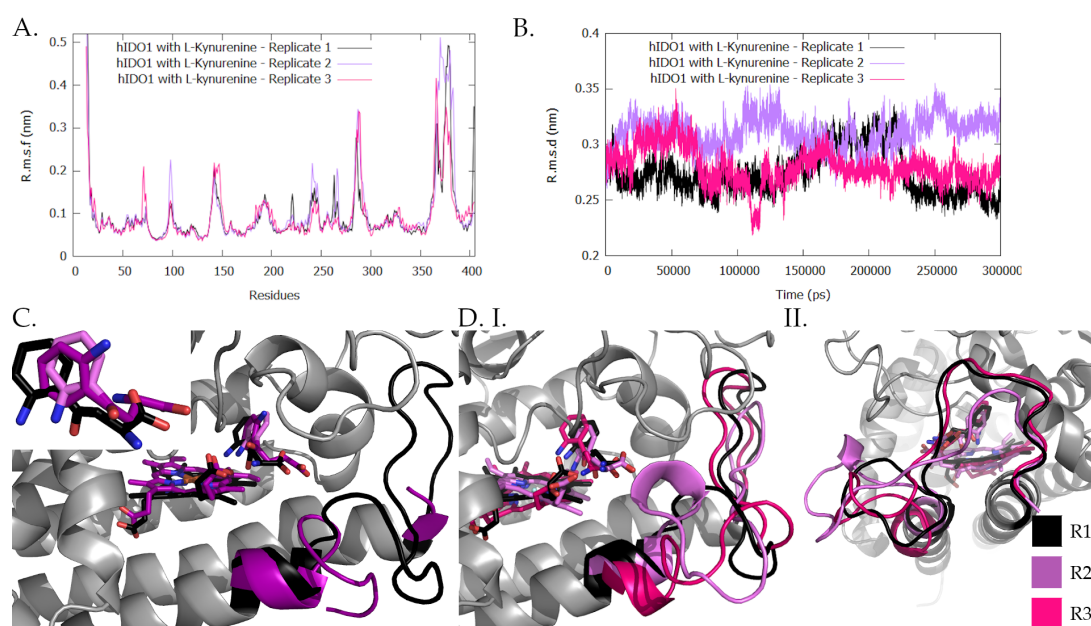 A.
0.5
0.4
0.3
0.2
0.1
0
R.m.s.f (nm)
hIDO1 with L-Kynurenine - Replicate 1
hIDO1 with L-Kynurenine - Replicate 2
hIDO1 with L-kynurenine - Replicate 3
0 50 100 150 200 250 300 350 400
Residues
B.
0.4
0.35
0.3
0.25
0.2
R.m.s.d (nm)
hIDO1 with L-Kynurenine - Replicate 1
hIDO1 with L-Kynurenine - Replicate 2
hIDO1 with L-Kynurenine - Replicate 3
0 50000 100000 150000 200000 250000 300000
Time (ps)
C.
D. I.
II.
R1
R2
R3